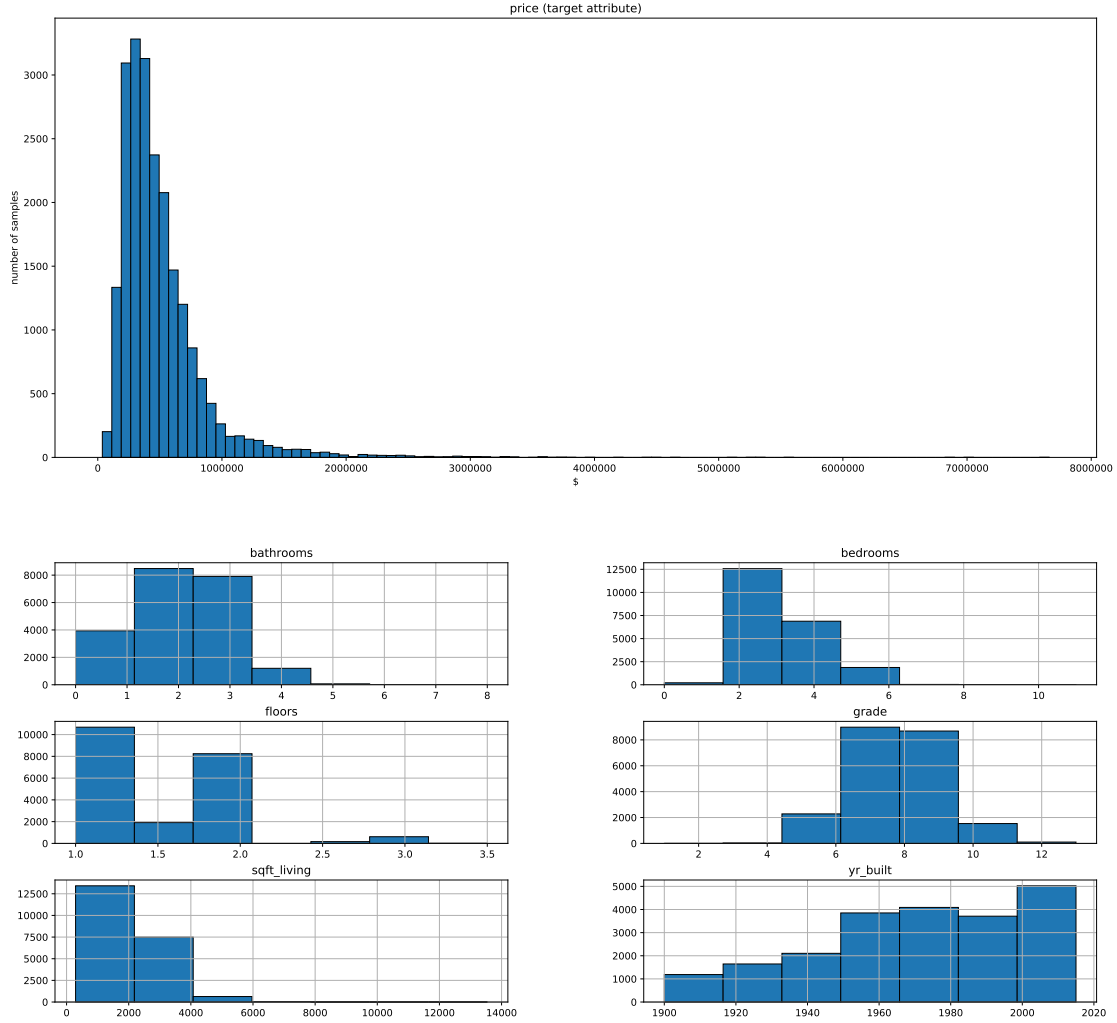 price (target attribute)
3000
2500
2000
1500
1000
500
0
number of samples
0 1000000 2000000 3000000 4000000 5000000 6000000 7000000 8000000
$
bathrooms
8000
6000
4000
2000
0
0 1 2 3 4 5 6 7 8
bedrooms
12500
10000
7500
5000
2500
0
0 2 4 6 8 10
floors
10000
8000
6000
4000
2000
0
1.0 1.5 2.0 2.5 3.0 3.5
grade
8000
6000
4000
2000
0
2 4 6 8 10 12
sqft_living
12500
10000
7500
5000
2500
0
0 2000 4000 6000 8000 10000 12000 14000
yr_built
5000
4000
3000
2000
1000
0
1900 1920 1940 1960 1980 2000 2020